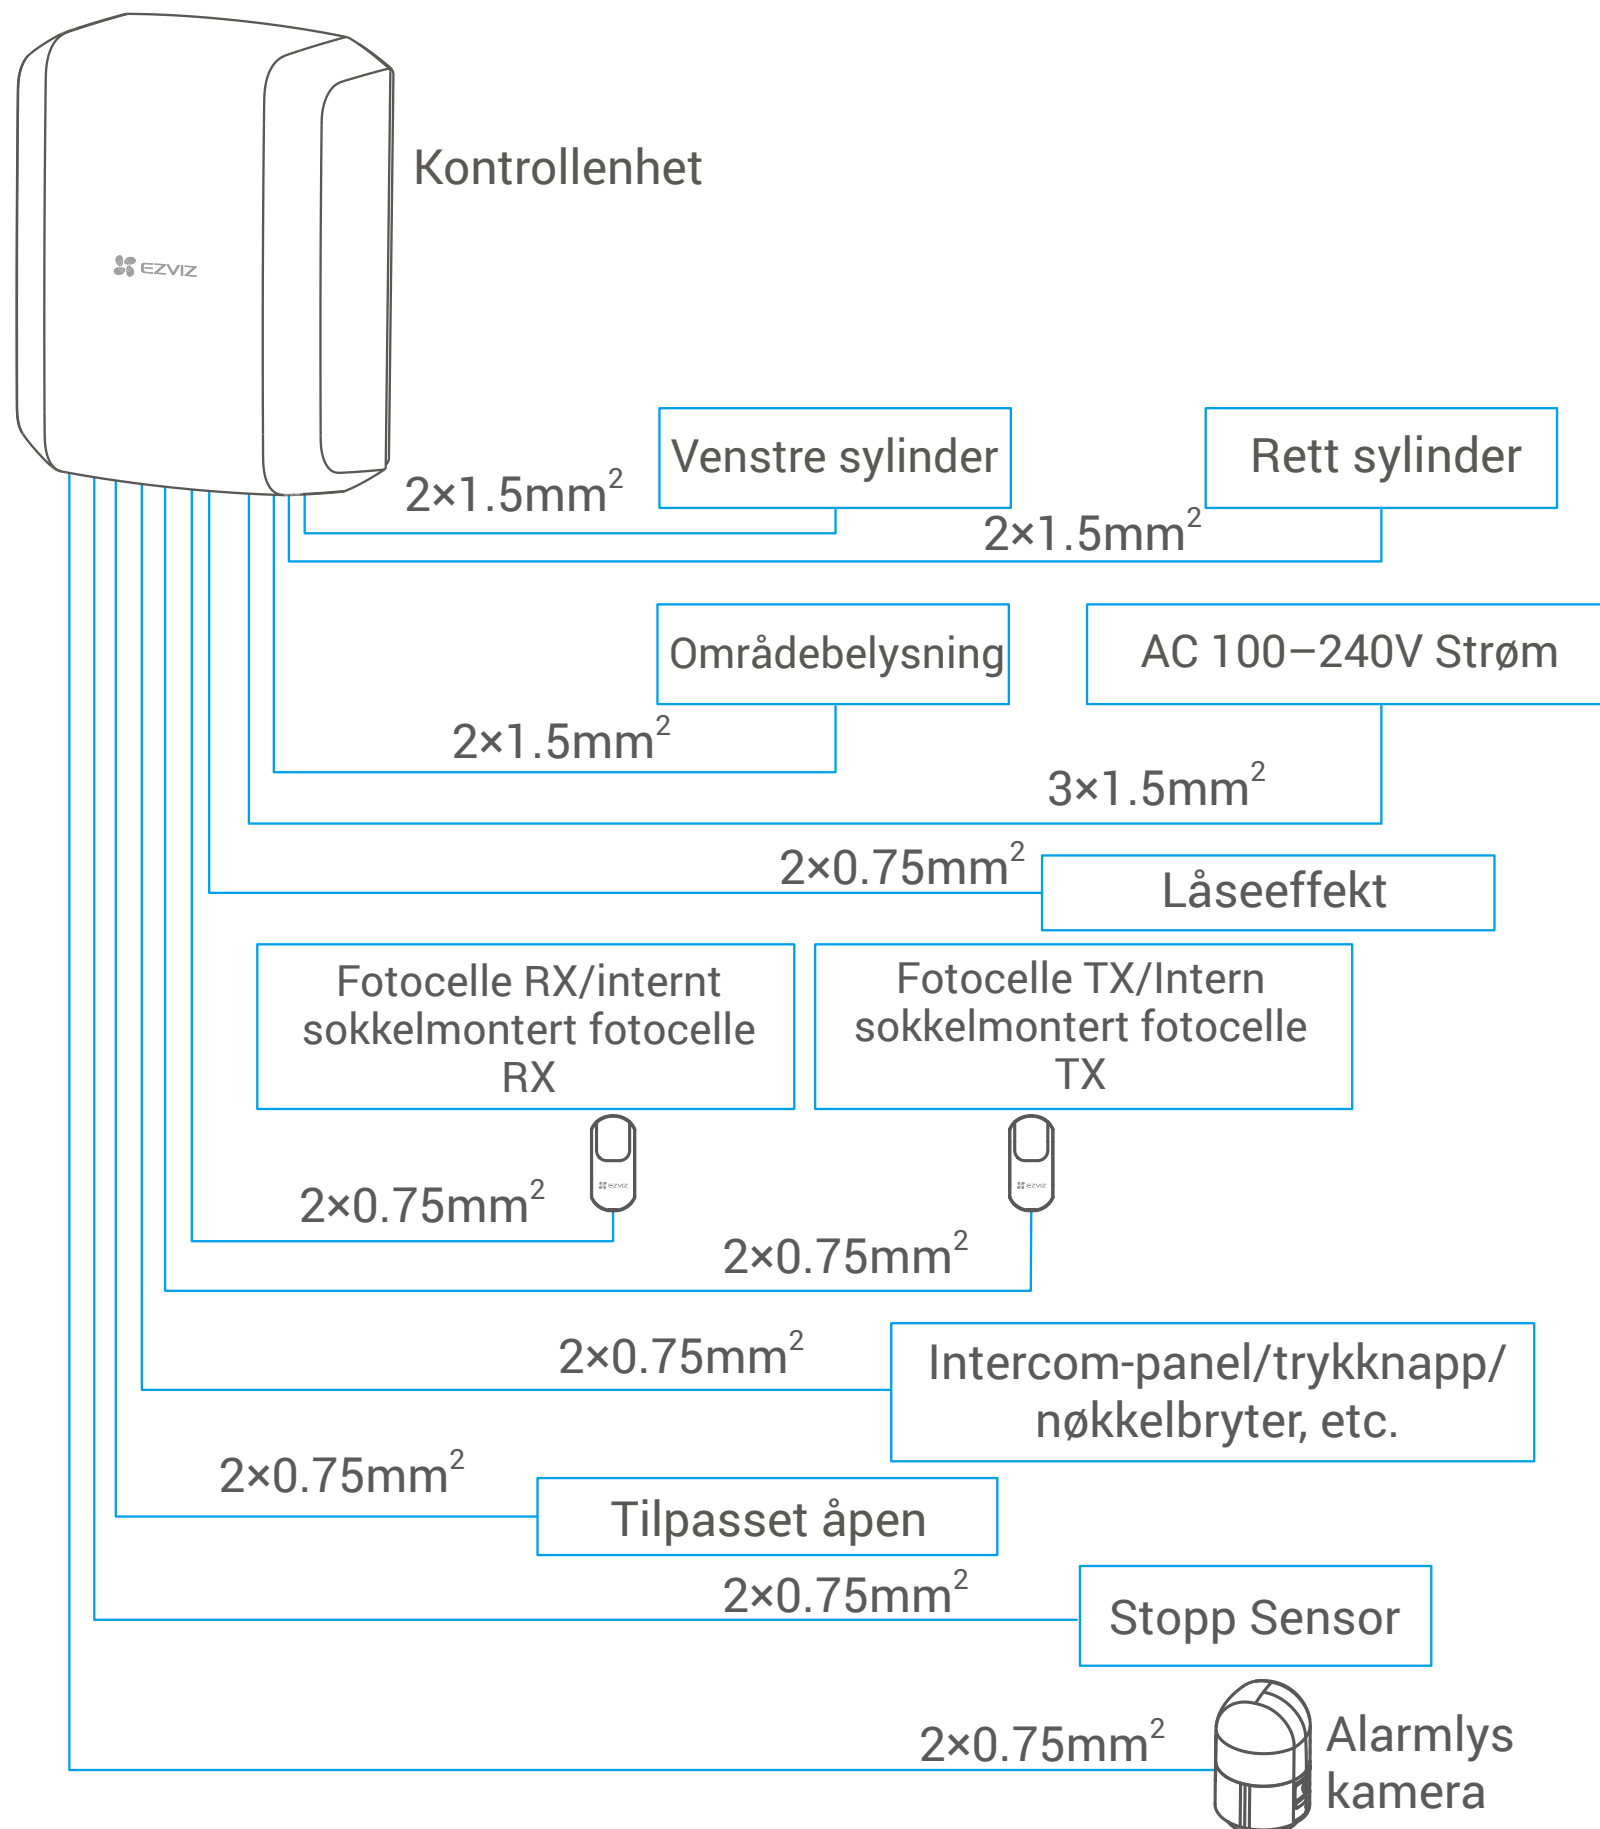 Kontrollenhet
EZVIZ
Venstre sylinder
Rett sylinder
2×1.5mm²
2×1.5mm²
Områdebelysning
AC 100–240V Strøm
2×1.5mm²
3×1.5mm²
2×0.75mm²
Låseeffekt
Fotocelle RX/internt
sokkelmontert fotocelle
RX
Fotocelle TX/Intern
sokkelmontert fotocelle
TX
EZVIZ
EZVIZ
2×0.75mm²
2×0.75mm²
2×0.75mm²
Intercom-panel/trykknapp/
nøkkelbryter, etc.
2×0.75mm²
Tilpasset åpen
2×0.75mm²
Stopp Sensor
2×0.75mm²
Alarmlys
kamera